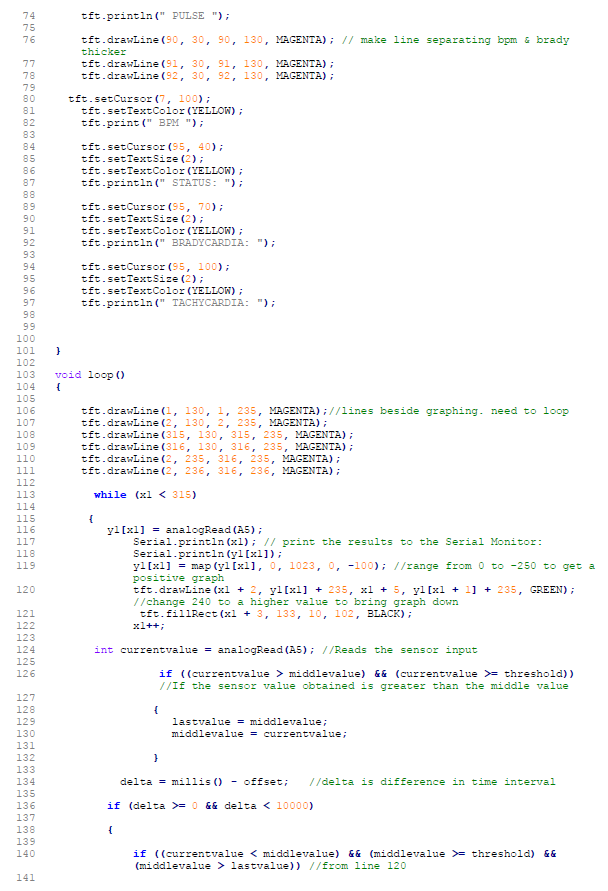 74 tft.println(" PULSE ");
75
76 tft.drawLine(90, 30, 90, 130, MAGENTA); // make line separating bpm & brady
thicker
77 tft.drawLine(91, 30, 91, 130, MAGENTA);
78 tft.drawLine(92, 30, 92, 130, MAGENTA);
79
80 tft.setCursor(7, 100);
81 tft.setTextColor(YELLOW);
82 tft.print(" BPM ");
83
84 tft.setCursor(95, 40);
85 tft.setTextSize(2);
86 tft.setTextColor(YELLOW);
87 tft.println(" STATUS: ");
88
89 tft.setCursor(95, 70);
90 tft.setTextSize(2);
91 tft.setTextColor(YELLOW);
92 tft.println(" BRADYCARDIA: ");
93
94 tft.setCursor(95, 100);
95 tft.setTextSize(2);
96 tft.setTextColor(YELLOW);
97 tft.println(" TACHYCARDIA: ");
98
99
100
101 }
102
103 void loop()
104 {
105
106 tft.drawLine(1, 130, 1, 235, MAGENTA);//lines beside graphing. need to loop
107 tft.drawLine(2, 130, 2, 235, MAGENTA);
108 tft.drawLine(315, 130, 315, 235, MAGENTA);
109 tft.drawLine(316, 130, 316, 235, MAGENTA);
110 tft.drawLine(2, 235, 316, 235, MAGENTA);
111 tft.drawLine(2, 236, 316, 236, MAGENTA);
112
113 while (x1 < 315)
114
115 {
116 y1[x1] = analogRead(A5);
117 Serial.println(x1); // print the results to the Serial Monitor:
118 Serial.println(y1[x1]);
119 y1[x1] = map(y1[x1], 0, 1023, 0, -100); //range from 0 to -250 to get a
positive graph
120 tft.drawLine(x1 + 2, y1[x1] + 235, x1 + 5, y1[x1 + 1] + 235, GREEN);
//change 240 to a higher value to bring graph down
121 tft.fillRect(x1 + 3, 133, 10, 102, BLACK);
122 x1++;
123
124 int currentvalue = analogRead(A5); //Reads the sensor input
125
126 if ((currentvalue > middlevalue) && (currentvalue >= threshold))
//If the sensor value obtained is greater than the middle value
127
128 {
129 lastvalue = middlevalue;
130 middlevalue = currentvalue;
131
132 }
133
134 delta = millis() - offset; //delta is difference in time interval
135
136 if (delta >= 0 && delta < 10000)
137
138 {
139
140 if ((currentvalue < middlevalue) && (middlevalue >= threshold) &&
(middlevalue > lastvalue)) //from line 120
141